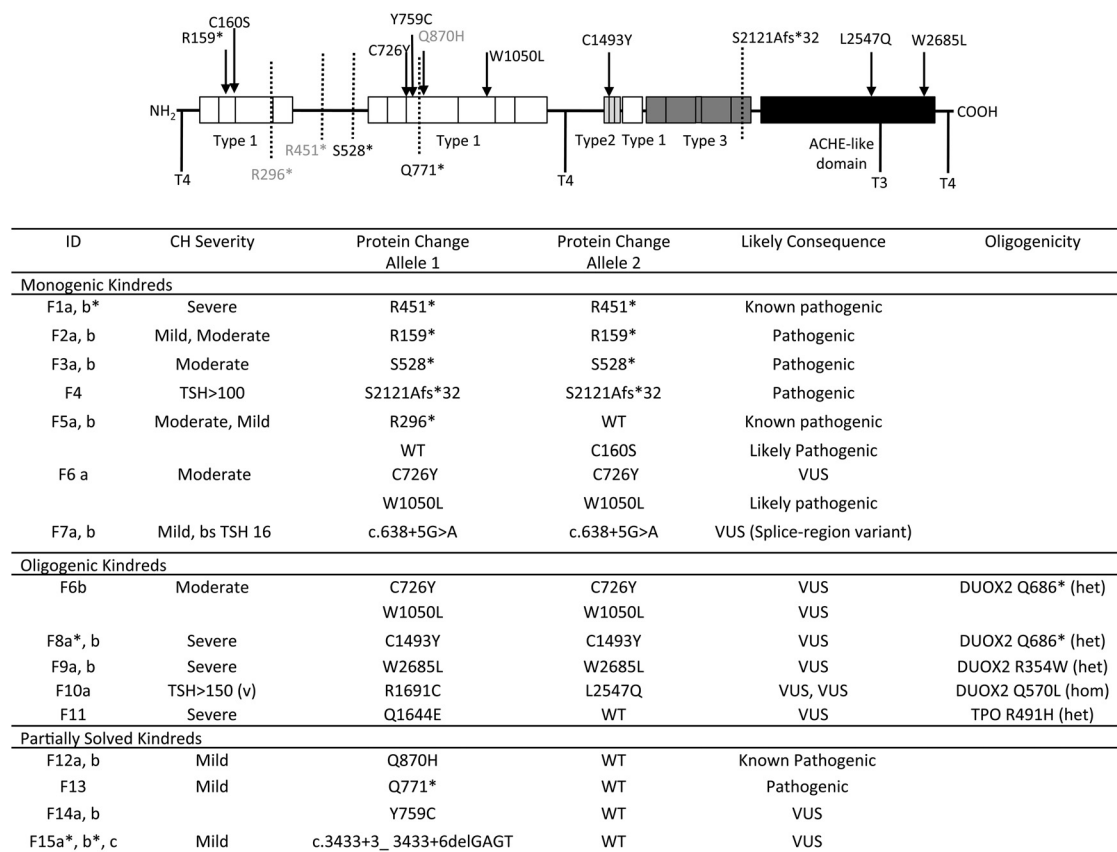 Y759C
C160S
Q870H
R159*
C726Y
W1050L
C1493Y
S2121Afs*32
L2547Q
W2685L
NH2
COOH
Type 1
Type 1
Type2
Type 1
Type 3
ACHE-like
domain
R451*
S528*
R296*
Q771*
T4
T4
T3
T4
ID CH Severity Protein Change Allele 1 Protein Change Allele 2 Likely Consequence Oligogenicity
Monogenic Kindreds
F1a, b* Severe R451* R451* Known pathogenic
F2a, b Mild, Moderate R159* R159* Pathogenic
F3a, b Moderate S528* S528* Pathogenic
F4 TSH>100 S2121Afs*32 S2121Afs*32 Pathogenic
F5a, b Moderate, Mild R296* WT Known pathogenic
WT C160S Likely Pathogenic
F6 a Moderate C726Y C726Y VUS
W1050L W1050L Likely pathogenic
F7a, b Mild, bs TSH 16 c.638+5G>A c.638+5G>A VUS (Splice-region variant)
Oligogenic Kindreds
F6b Moderate C726Y C726Y VUS DUOX2 Q686* (het)
W1050L W1050L VUS
F8a*, b Severe C1493Y C1493Y VUS DUOX2 Q686* (het)
F9a, b Severe W2685L W2685L VUS DUOX2 R354W (het)
F10a TSH>150 (v) R1691C L2547Q VUS, VUS DUOX2 Q570L (hom)
F11 Severe Q1644E WT VUS TPO R491H (het)
Partially Solved Kindreds
F12a, b Mild Q870H WT Known Pathogenic
F13 Mild Q771* WT Pathogenic
F14a, b Mild Y759C WT VUS
F15a*, b*, c Mild c.3433+3_ 3433+6delGAGT WT VUS